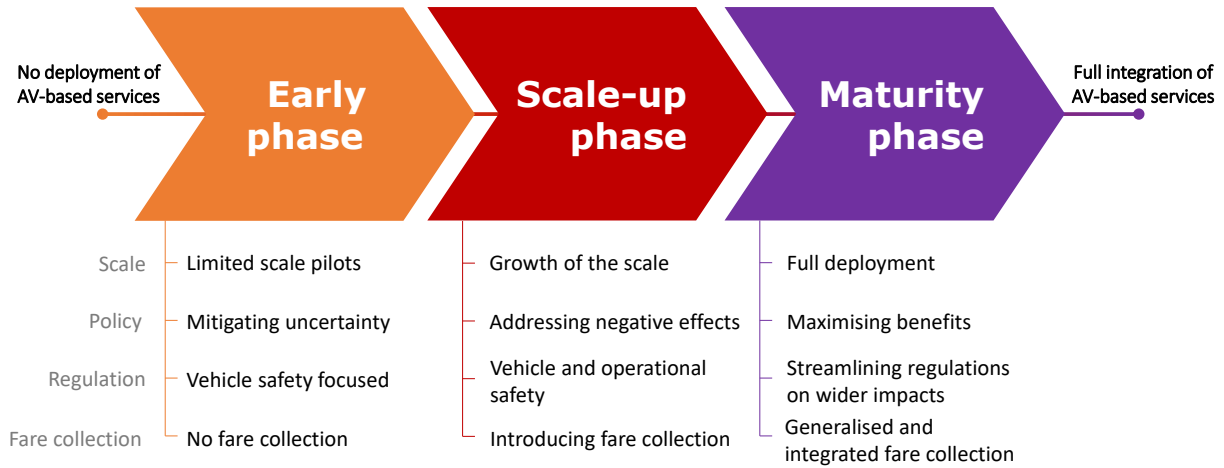 No deployment of
AV-based services
Early
phase
Scale-up
phase
Maturity
phase
Full integration of
AV-based services
Scale
Limited scale pilots
Growth of the scale
Full deployment
Policy
Mitigating uncertainty
Addressing negative effects
Maximising benefits
Regulation
Vehicle safety focused
Vehicle and operational
safety
Streamlining regulations
on wider impacts
Fare collection
No fare collection
Introducing fare collection
Generalised and
integrated fare collection